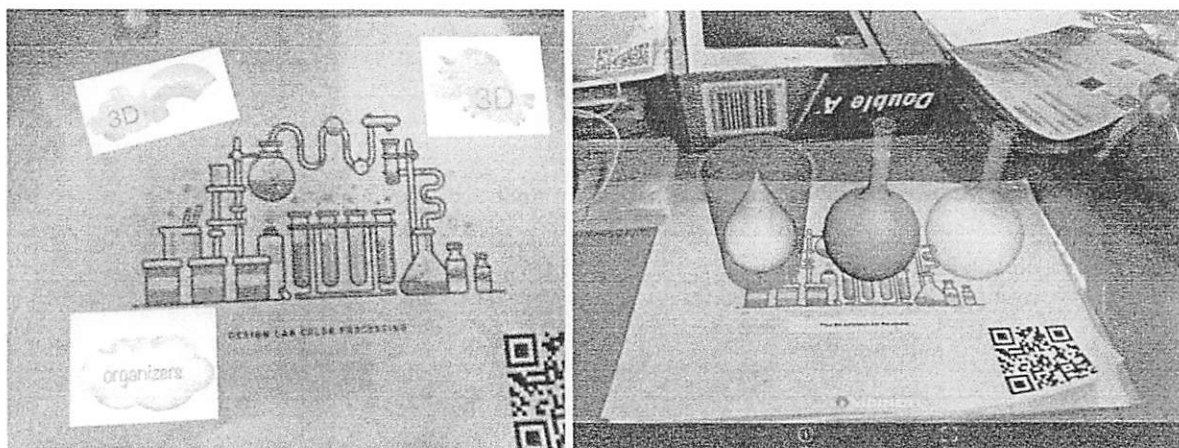 3D
3D
DESIGN LAB COLOR PROCESSING
organizers
Double A